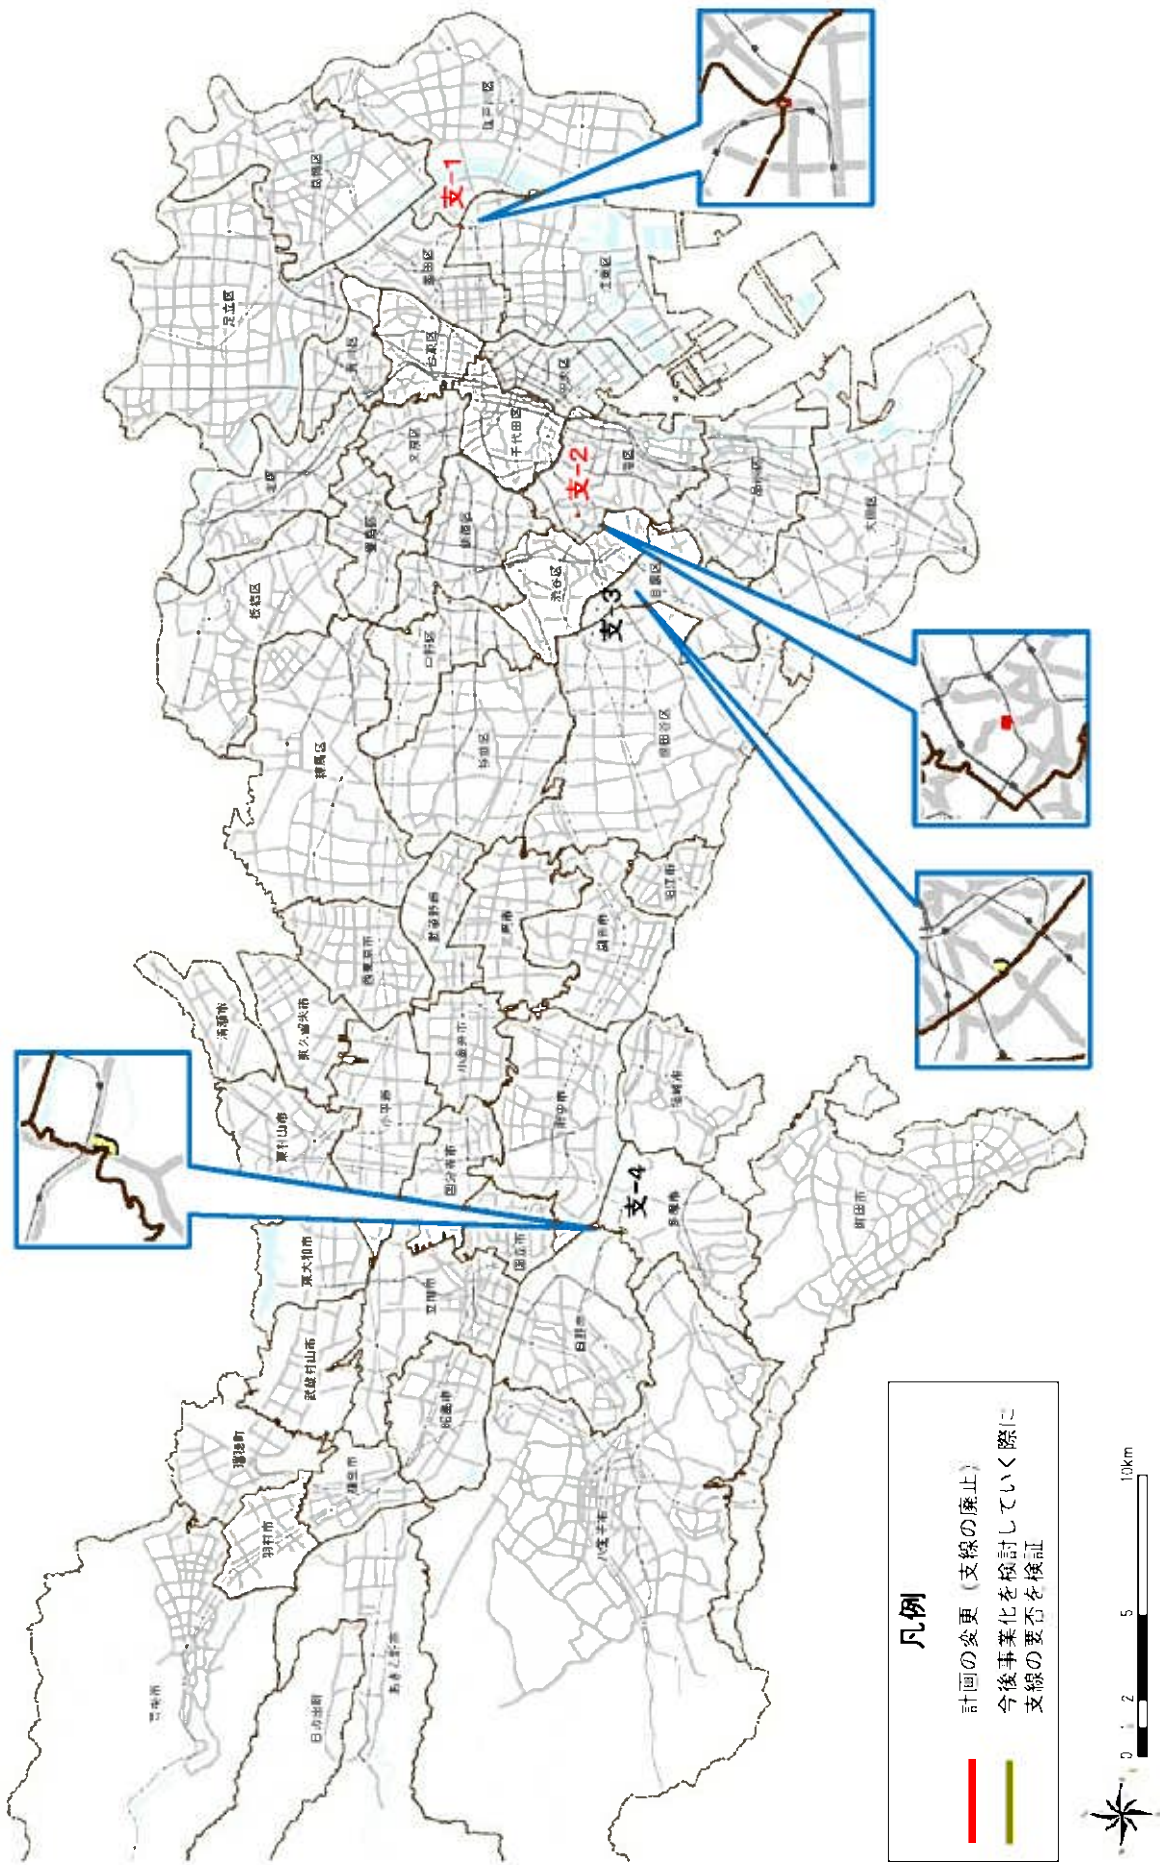 江戸川区
葛飾区
支-1
足立区
墨田区
江東区
荒川区
台東区
中央区
文京区
千代田区
北区
支-2
港区
品川区
大田区
豊島区
新宿区
板橋区
渋谷区
目黒区
支-3
中野区
練馬区
杉並区
世田谷区
武蔵野市
三鷹市
狛江市
調布市
西東京市
清瀬市
東久留米市
小金井市
小平市
府中市
稲城市
東村山市
国分寺市
支-4
多摩市
町田市
東大和市
国立市
立川市
日野市
武蔵村山市
昭島市
瑞穂町
福生市
羽村市
八王子市
青梅市
日の出町
あきる野市
凡例
計画の変更（支線の廃止）
今後事業化を検討していく際に
支線の要否を検証
0 1 2 5 10km